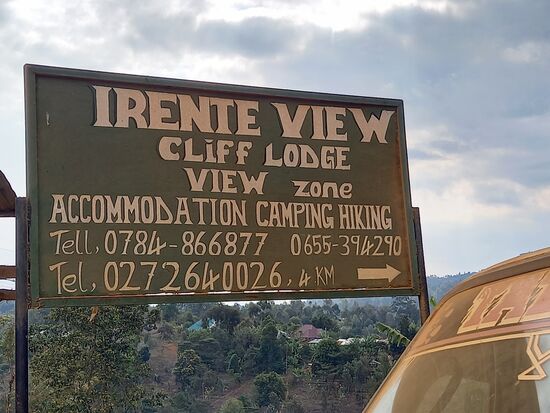 IRENTE VIEW
CLIFF LODGE
VIEW ZONE
ACCOMMODATION CAMPING HIKING
Tell, 0784-866877 0655-394290
Tel, 0272640026, 4 KM